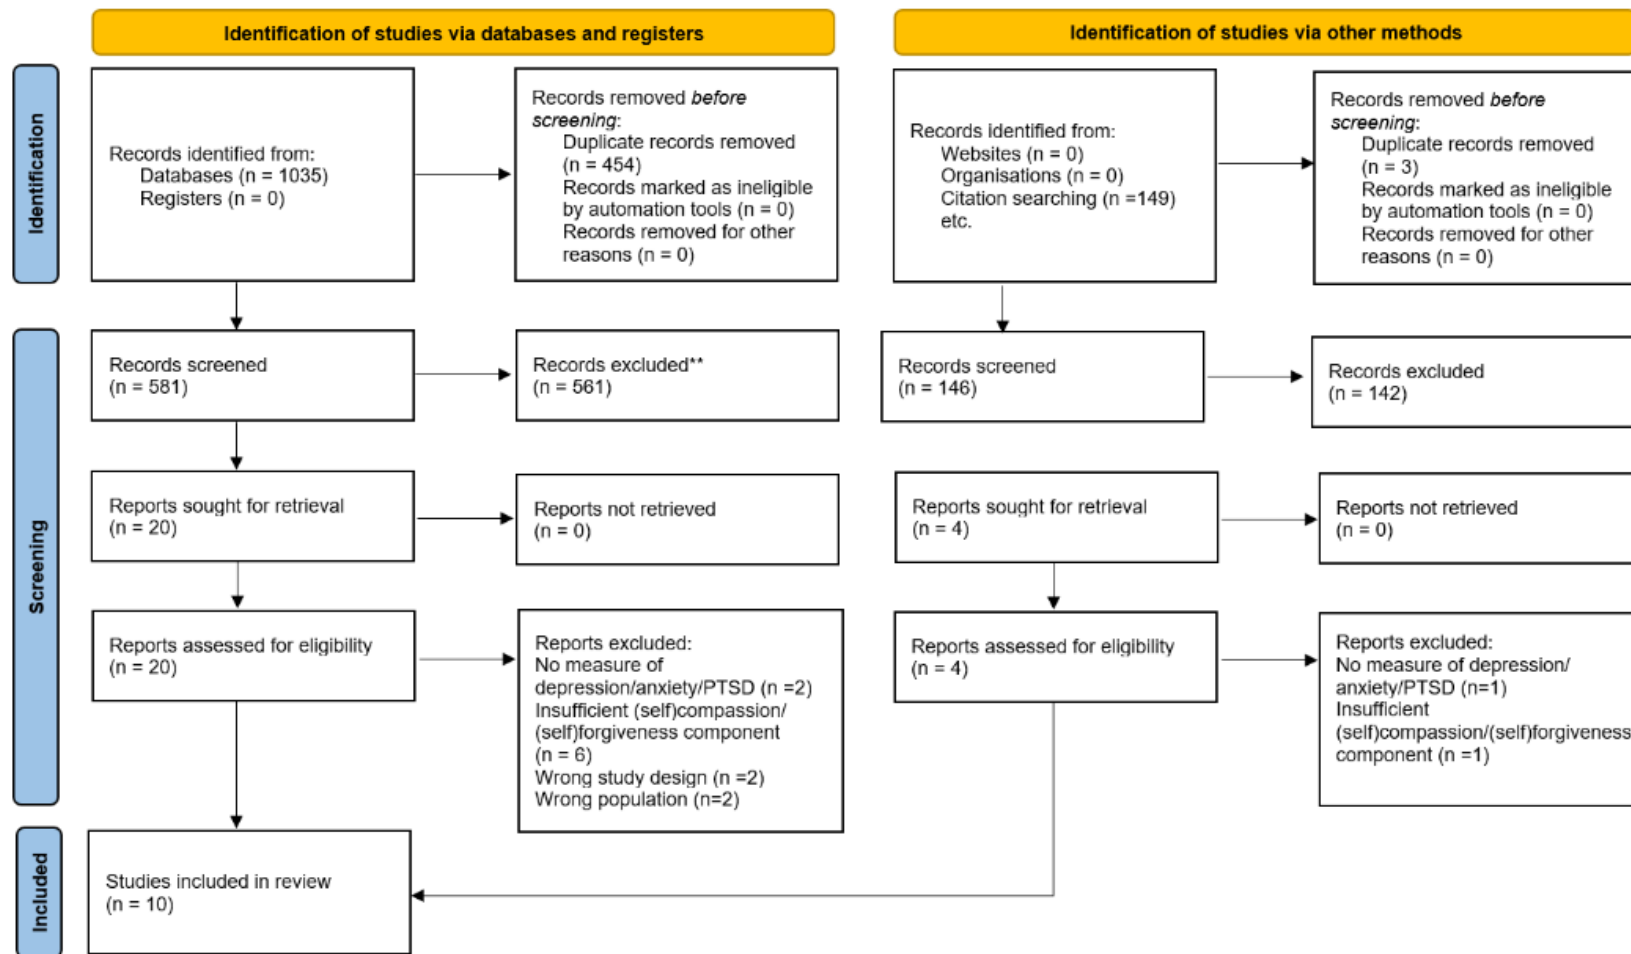 Identification of studies via databases and registers
Identification of studies via other methods
Identification
Records identified from:
Databases (n = 1035)
Registers (n = 0)
Records removed before
screening:
Duplicate records removed
(n = 454)
Records marked as ineligible
by automation tools (n = 0)
Records removed for other
reasons (n = 0)
Records identified from:
Websites (n = 0)
Organisations (n = 0)
Citation searching (n =149)
etc.
Records removed before
screening:
Duplicate records removed
(n = 3)
Records marked as ineligible
by automation tools (n = 0)
Records removed for other
reasons (n = 0)
Screening
Records screened
(n = 581)
Records excluded**
(n = 561)
Records screened
(n = 146)
Records excluded
(n = 142)
Reports sought for retrieval
(n = 20)
Reports not retrieved
(n = 0)
Reports sought for retrieval
(n = 4)
Reports not retrieved
(n = 0)
Reports assessed for eligibility
(n = 20)
Reports excluded:
No measure of
depression/anxiety/PTSD (n =2)
Insufficient (self)compassion/
(self)forgiveness component
(n = 6)
Wrong study design (n =2)
Wrong population (n=2)
Reports assessed for eligibility
(n = 4)
Reports excluded:
No measure of depression/
anxiety/PTSD (n=1)
Insufficient
(self)compassion/(self)forgiveness
component (n =1)
Included
Studies included in review
(n = 10)